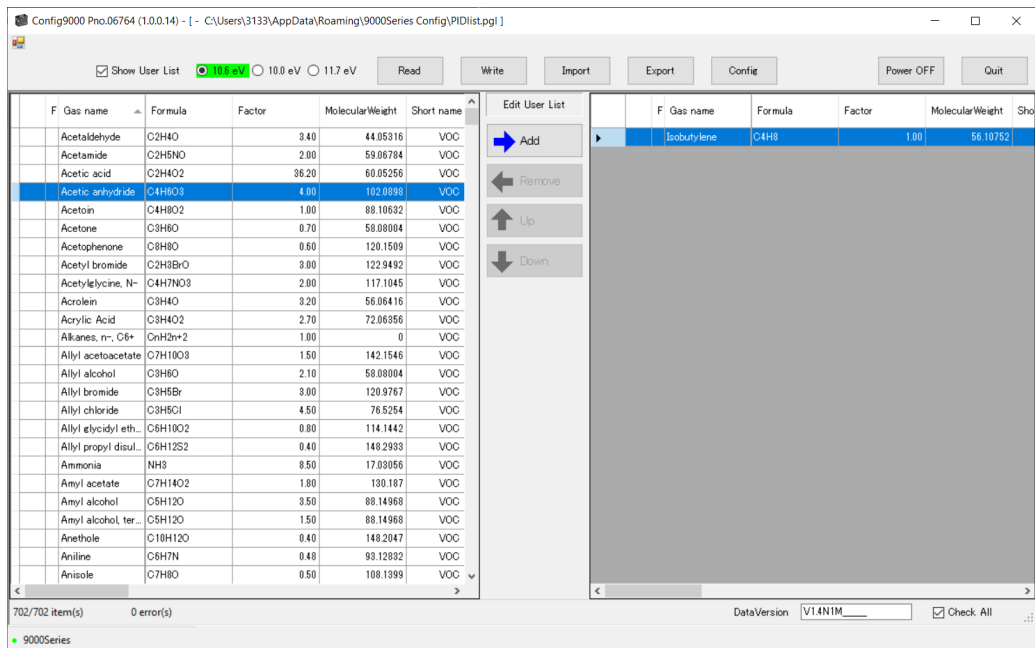 Config9000 Pno.06764 (1.0.0.14) - [ - C:\Users\3133\AppData\Roaming\9000Series Config\PIDlist.pgl ]
Show User List 10.6 eV 10.0 eV 11.7 eV Read Write Import Export Config Power OFF Quit
F Gas name Formula Factor MolecularWeight Short name
Acetaldehyde C2H4O 3.40 44.05316 VOC
Acetamide C2H5NO 2.00 59.06784 VOC
Acetic acid C2H4O2 36.20 60.05256 VOC
Acetic anhydride C4H6O3 4.00 102.0898 VOC
Acetoin C4H8O2 1.00 88.10632 VOC
Acetone C3H6O 0.70 58.08004 VOC
Acetophenone C8H8O 0.60 120.1509 VOC
Acetyl bromide C2H3BrO 3.00 122.9492 VOC
Acetylglycine, N- C4H7NO3 2.00 117.1045 VOC
Acrolein C3H4O 3.20 56.06416 VOC
Acrylic Acid C3H4O2 2.70 72.06356 VOC
Alkanes, n-, C6+ CnH2n+2 1.00 0 VOC
Allyl acetoacetate C7H10O3 1.50 142.1546 VOC
Allyl alcohol C3H6O 2.10 58.08004 VOC
Allyl bromide C3H5Br 3.00 120.9767 VOC
Allyl chloride C3H5Cl 4.50 76.5254 VOC
Allyl glycidyl eth... C6H10O2 0.80 114.1442 VOC
Allyl propyl disul... C6H12S2 0.40 148.2933 VOC
Ammonia NH3 8.50 17.03056 VOC
Amyl acetate C7H14O2 1.80 130.187 VOC
Amyl alcohol C5H12O 3.50 88.14968 VOC
Amyl alcohol, ter... C5H12O 1.50 88.14968 VOC
Anethole C10H12O 0.40 148.2047 VOC
Aniline C6H7N 0.48 93.12832 VOC
Anisole C7H8O 0.50 108.1399 VOC
Edit User List
Add
Remove
Up
Down
F Gas name Formula Factor MolecularWeight Sho
Isobutylene C4H8 1.00 56.10752
702/702 item(s) 0 error(s) DataVersion V1.4N1M____ Check All
9000Series